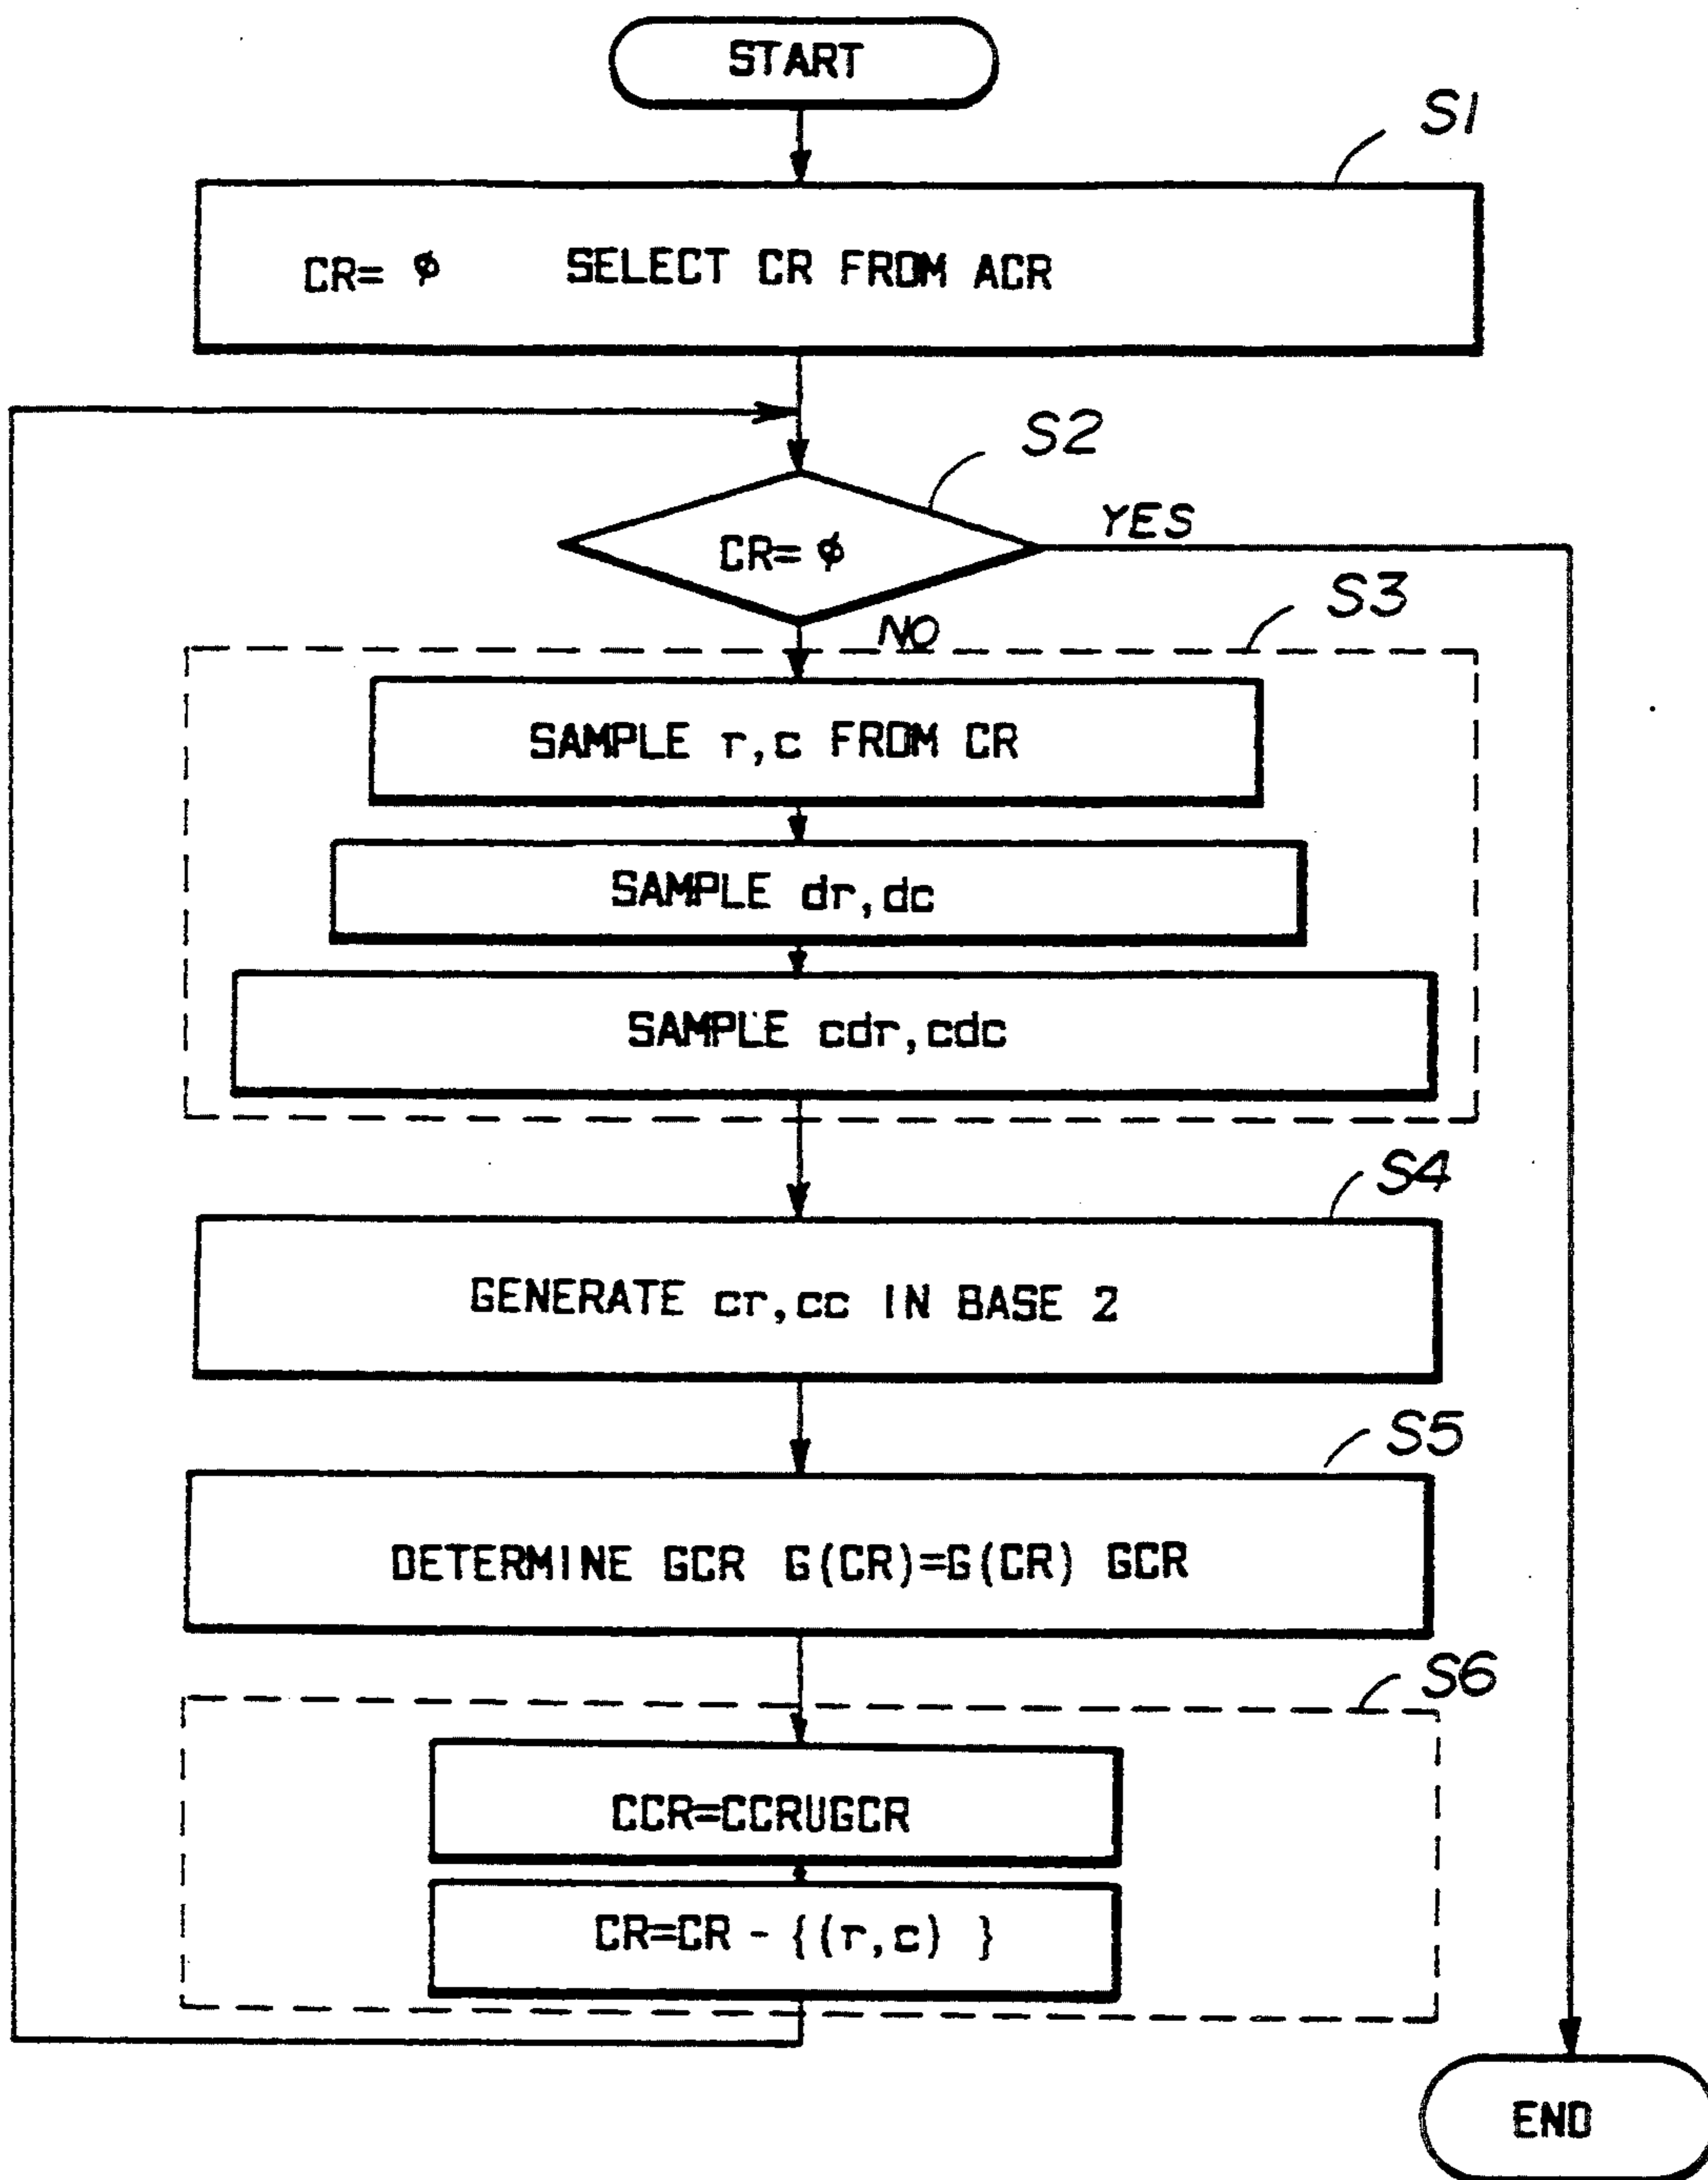 START
S1
CR= φ SELECT CR FROM ACR
S2
CR= φ
YES
NO
S3
SAMPLE r,c FROM CR
SAMPLE dr,dc
SAMPLE cdr,cdc
S4
GENERATE cr,cc IN BASE 2
S5
DETERMINE GCR G(CR)=G(CR) GCR
S6
CCR=CCRUGCR
CR=CR - {(r,c) }
END